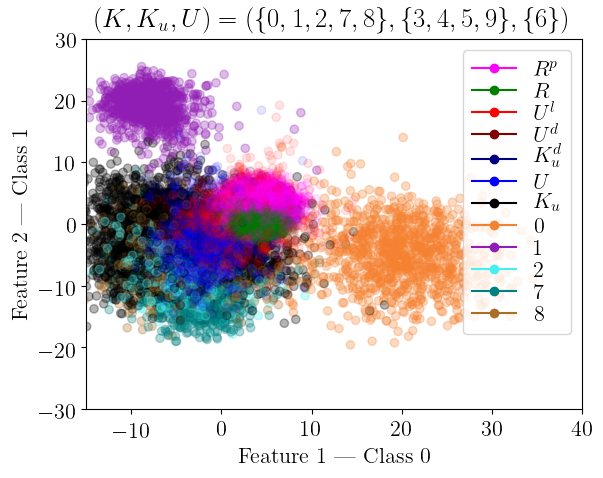 (K, K_u, U) = ({0, 1, 2, 7, 8}, {3, 4, 5, 9}, {6})
30
20
10
0
−10
−20
−30
−10
0
10
20
30
40
Feature 2 — Class 1
Feature 1 — Class 0
R^p
R
U^l
U^d
K_u^d
U
K_u
0
1
2
7
8